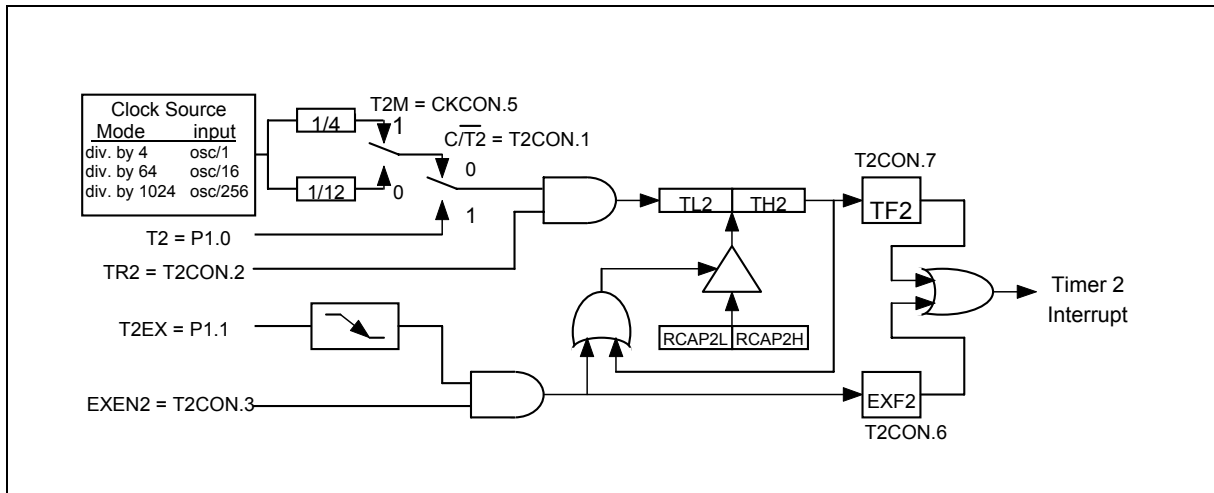 Clock Source
Mode input
div. by 4 osc/1
div. by 64 osc/16
div. by 1024 osc/256
1/4
1/12
T2M = CKCON.5
1
0
C/T2 = T2CON.1
0
1
T2 = P1.0
TR2 = T2CON.2
TL2 TH2
T2CON.7
TF2
Timer 2
Interrupt
T2EX = P1.1
RCAP2L RCAP2H
EXEN2 = T2CON.3
EXF2
T2CON.6